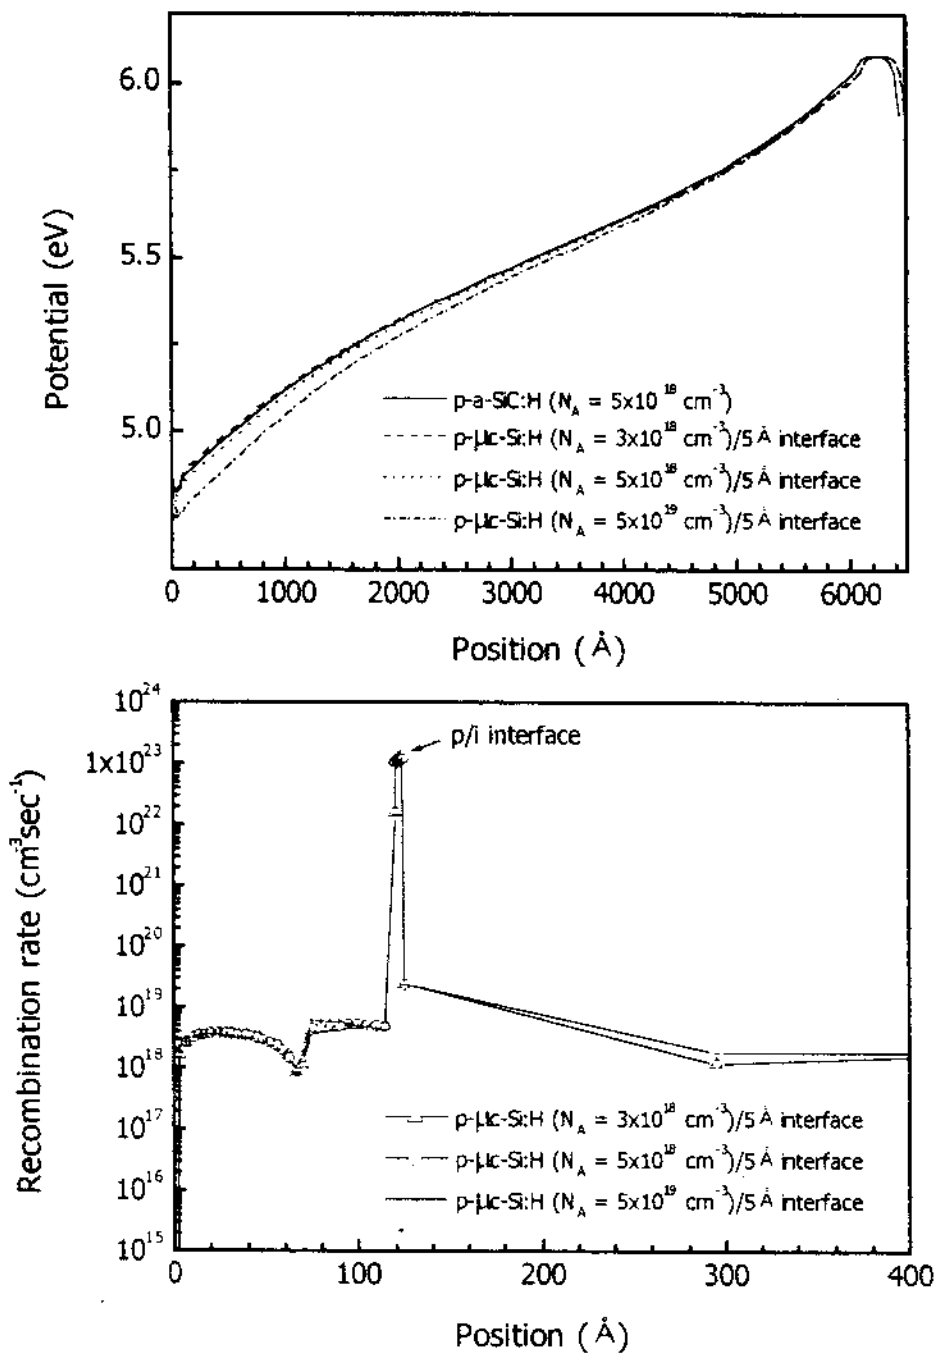 6.0
5.5
5.0
Potential (eV)
p-a-SiC:H (N_A = 5x10^18 cm^-3)
p-μc-Si:H (N_A = 3x10^18 cm^-3)/5 Å interface
p-μc-Si:H (N_A = 5x10^18 cm^-3)/5 Å interface
p-μc-Si:H (N_A = 5x10^19 cm^-3)/5 Å interface
0 1000 2000 3000 4000 5000 6000
Position (Å)
10^24
1x10^23
10^22
10^21
10^20
10^19
10^18
10^17
10^16
10^15
Recombination rate (cm^-3sec^-1)
p/i interface
p-μc-Si:H (N_A = 3x10^18 cm^-3)/5 Å interface
p-μc-Si:H (N_A = 5x10^18 cm^-3)/5 Å interface
p-μc-Si:H (N_A = 5x10^19 cm^-3)/5 Å interface
0 100 200 300 400
Position (Å)